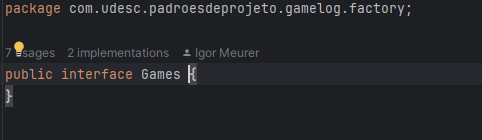 package com.udesc.padroesdeprojeto.gamelog.factory;
7 usages 2 implementations Igor Meurer
public interface Games {
}